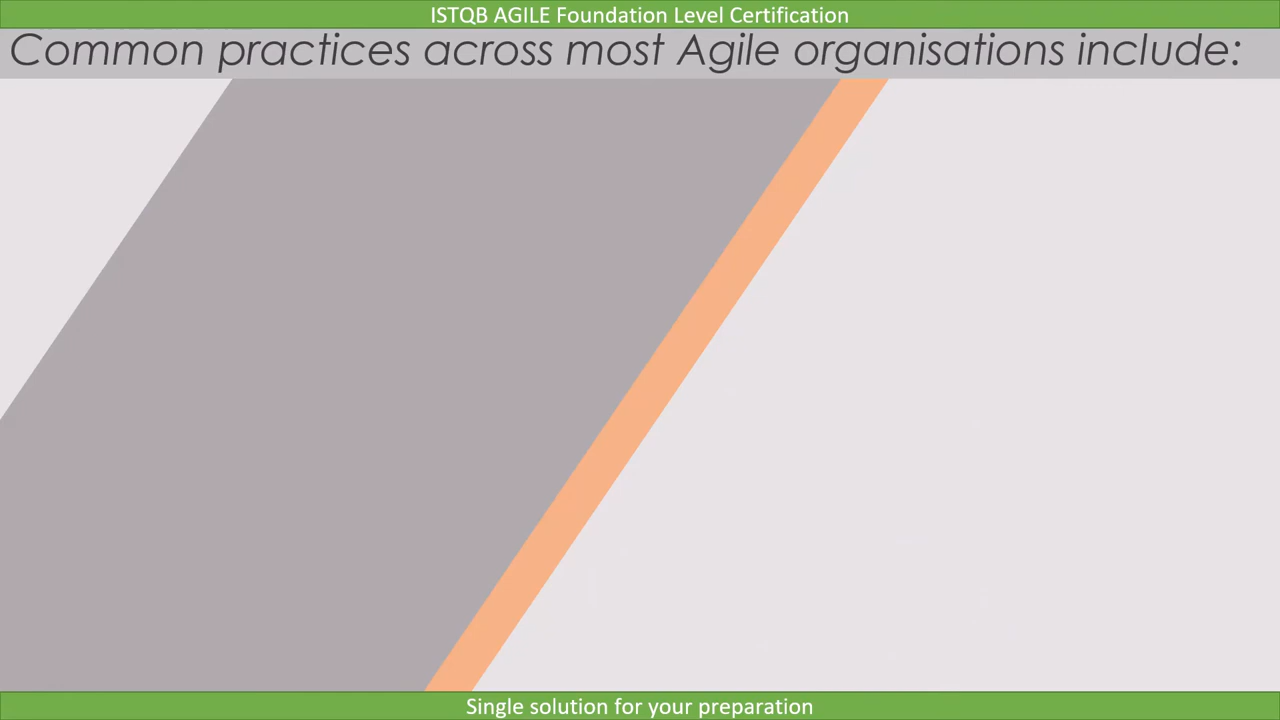 ISTQB AGILE Foundation Level Certification
Common practices across most Agile organisations include:
Single solution for your preparation